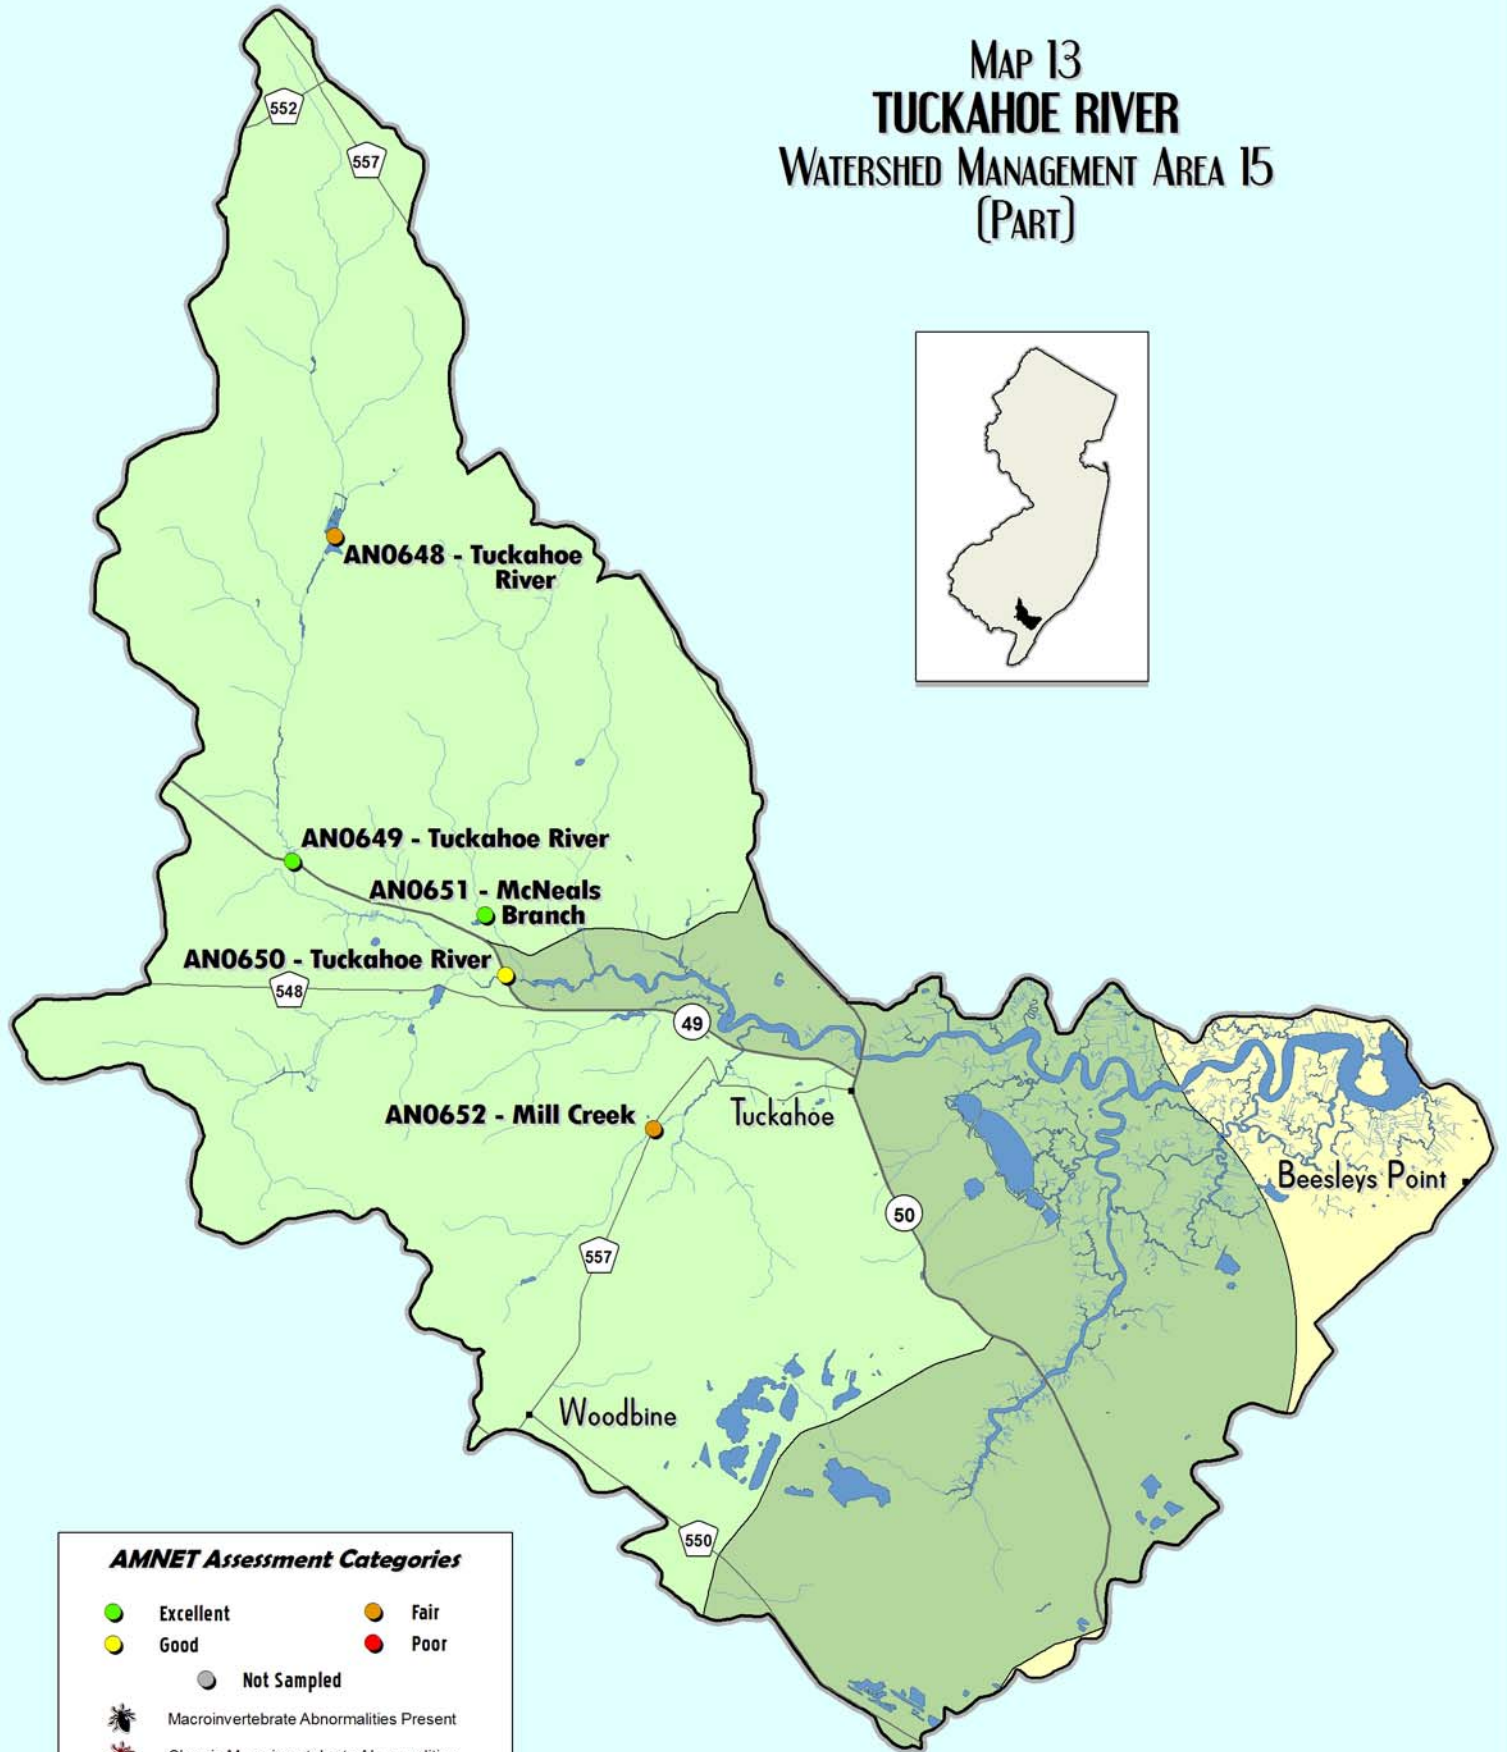 Map 13
TUCKAHOE RIVER
Watershed Management Area 15
(Part)
552
557
AN0648 - Tuckahoe
River
AN0649 - Tuckahoe River
AN0651 - McNeals
Branch
AN0650 - Tuckahoe River
548
49
AN0652 - Mill Creek
Tuckahoe
Beesleys Point
50
557
Woodbine
550
AMNET Assessment Categories
Excellent
Fair
Good
Poor
Not Sampled
Macroinvertebrate Abnormalities Present